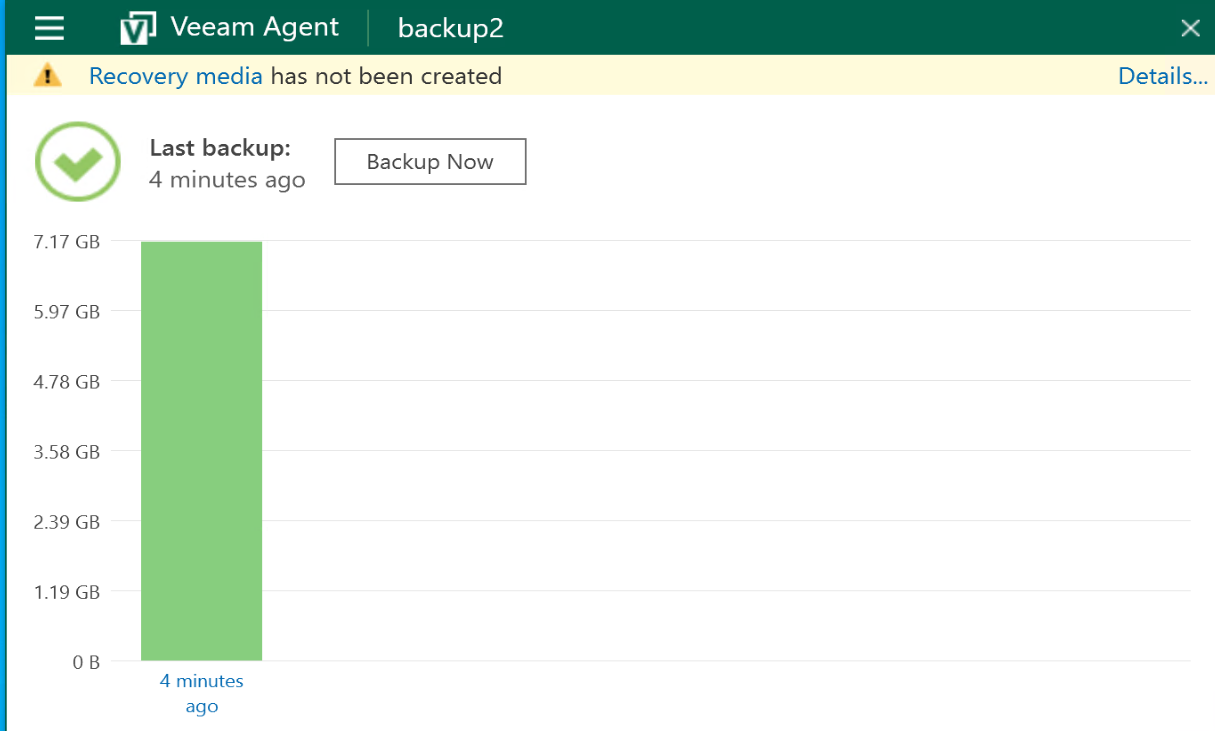 Veeam Agent backup2
Recovery media has not been created Details...
Last backup:
4 minutes ago
Backup Now
7.17 GB
5.97 GB
4.78 GB
3.58 GB
2.39 GB
1.19 GB
0 B
4 minutes
ago